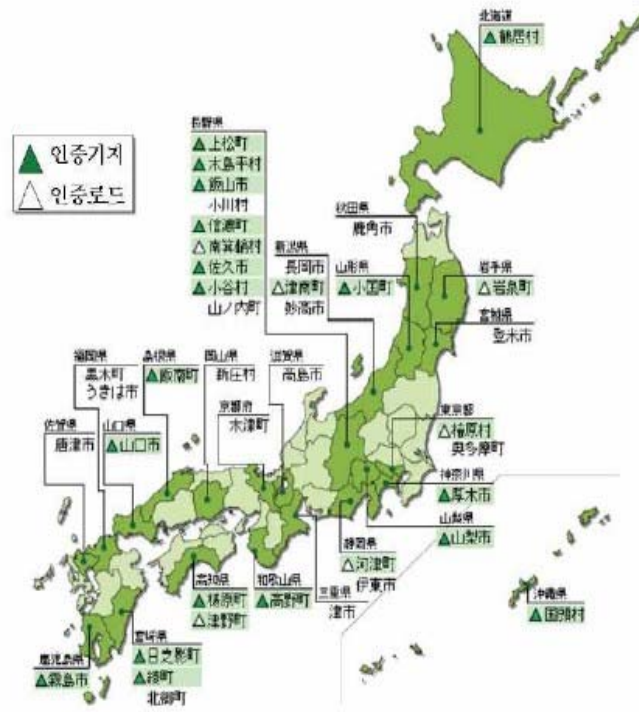 北海道
▲鶴居村
長野県
▲上松町
▲木島平村
▲飯山市
小川村
▲信濃町
△南箕輪村
▲佐久市
▲小谷村
山ノ内町
▲ 인증기지
△ 인증로드
秋田県
鹿角市
新潟県
長岡市
△津南町
妙高市
山形県
▲小国町
岩手県
△岩泉町
宮城県
登米市
福岡県
黒木町
うきは市
島根県
▲飯南町
岡山県
新庄村
滋賀県
高島市
京都府
木津町
佐賀県
唐津市
山口県
▲山口市
東京都
△檜原村
奥多摩町
神奈川県
▲厚木市
山梨県
▲山梨市
静岡県
△河津町
伊東市
三重県
津市
高知県
▲梼原町
△津野町
和歌山県
▲高野町
沖縄県
▲国頭村
鹿児島県
▲霧島市
宮崎県
▲日之影町
▲綾町
北郷町